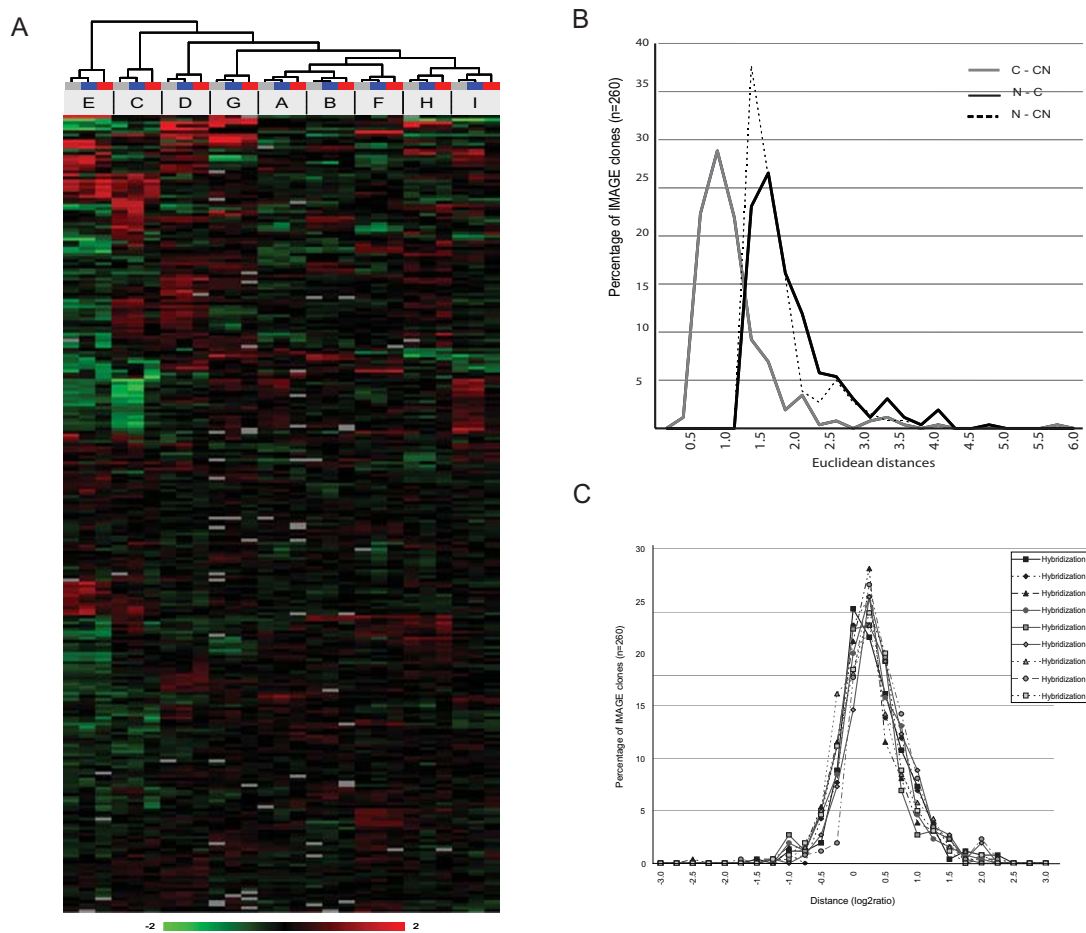 A
E C D G A B F H I
-2 2
B
Percentage of IMAGE clones (n=260)
40
35
30
25
20
15
10
5
C - CN
N - C
N - CN
0.5 1.0 1.5 2.0 2.5 3.0 3.5 4.0 4.5 5.0 5.5 6.0
Euclidean distances
C
Percentage of IMAGE clones (n=260)
30
25
20
15
10
5
0
Hybridization
Hybridization
Hybridization
Hybridization
Hybridization
Hybridization
Hybridization
Hybridization
Hybridization
-3.0 -2.5 -2.0 -1.5 -1.0 -0.5 0 0.5 1.0 1.5 2.0 2.5 3.0
Distance (log2ratio)